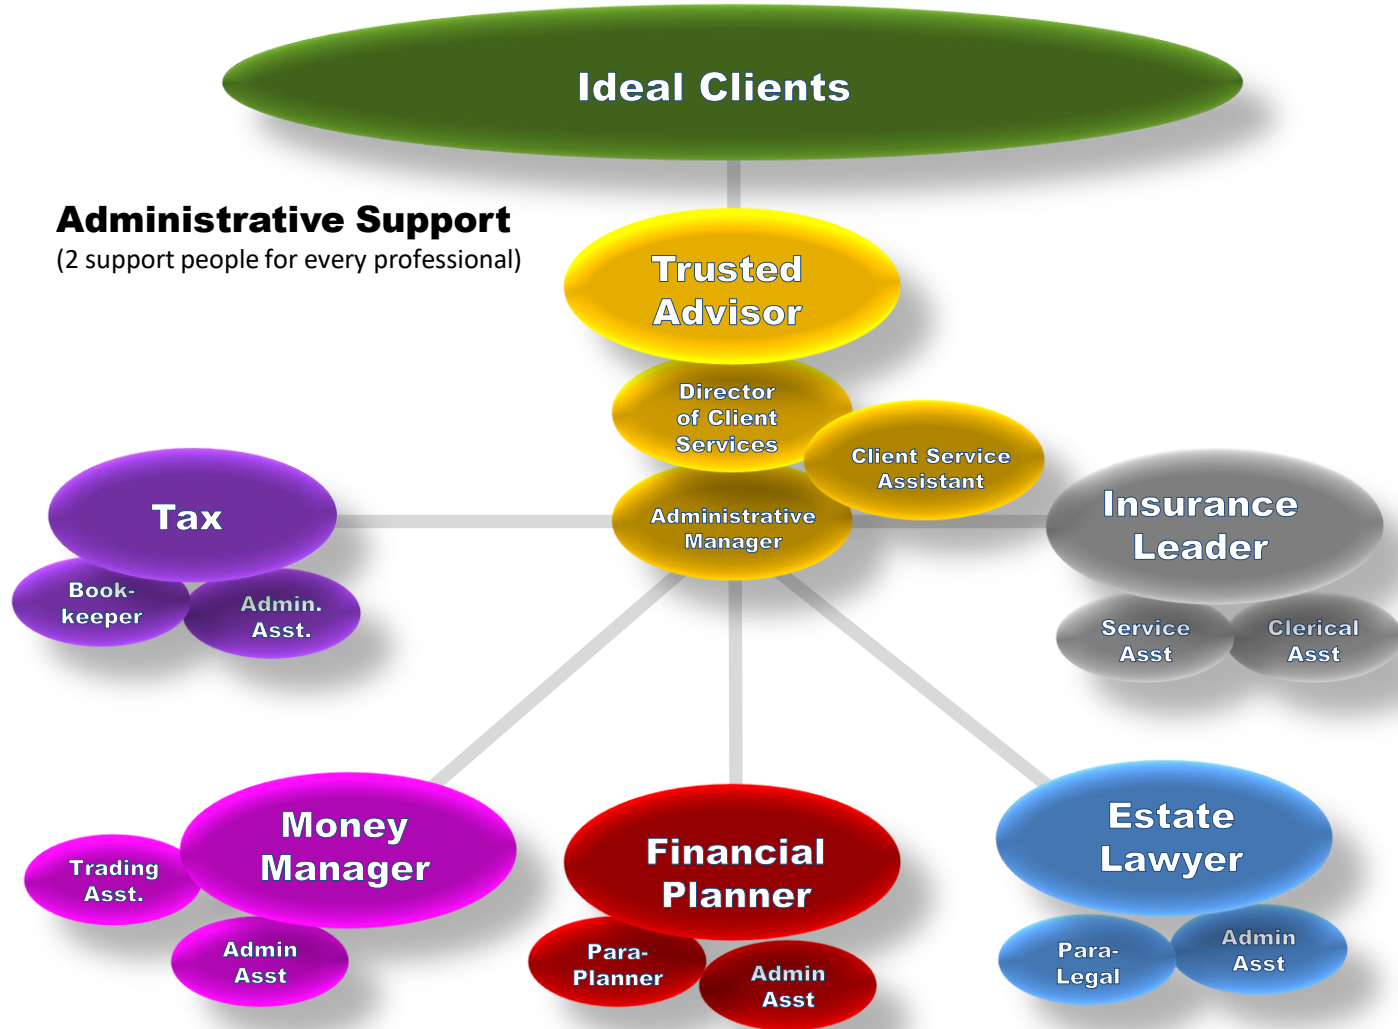 Ideal Clients
Administrative Support
(2 support people for every professional)
Trusted
Advisor
Director
of Client
Services
Client Service
Assistant
Administrative
Manager
Tax
Book-
keeper
Admin.
Asst.
Insurance
Leader
Service
Asst
Clerical
Asst
Money
Manager
Trading
Asst.
Admin
Asst
Financial
Planner
Para-
Planner
Admin
Asst
Estate
Lawyer
Para-
Legal
Admin
Asst